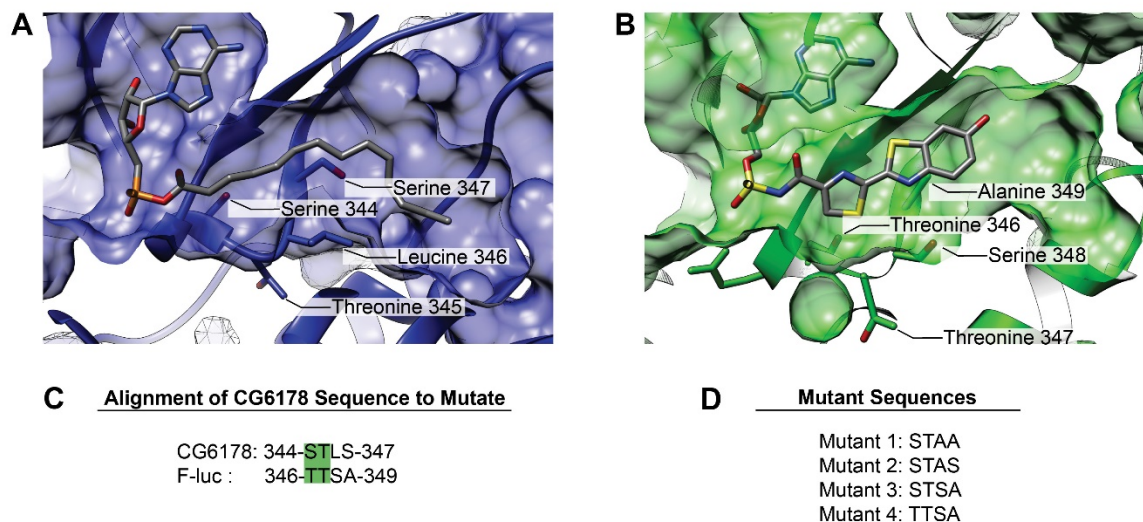 A
Serine 347
Serine 344
Leucine 346
Threonine 345
B
Alanine 349
Threonine 346
Serine 348
Threonine 347
C Alignment of CG6178 Sequence to Mutate
CG6178: 344-STLS-347
F-luc : 346-TTSA-349
D Mutant Sequences
Mutant 1: STAA
Mutant 2: STAS
Mutant 3: STSA
Mutant 4: TTSA